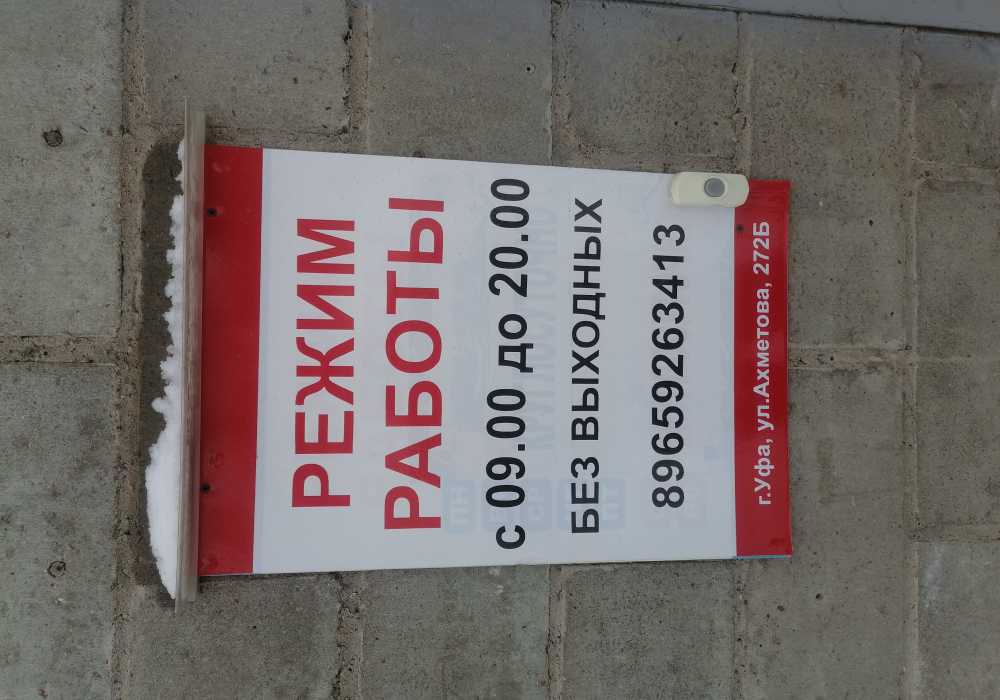 РЕЖИМ
РАБОТЫ
с 09.00 до 20.00
БЕЗ ВЫХОДНЫХ
89659263413
г.Уфа, ул.Ахметова, 272Б